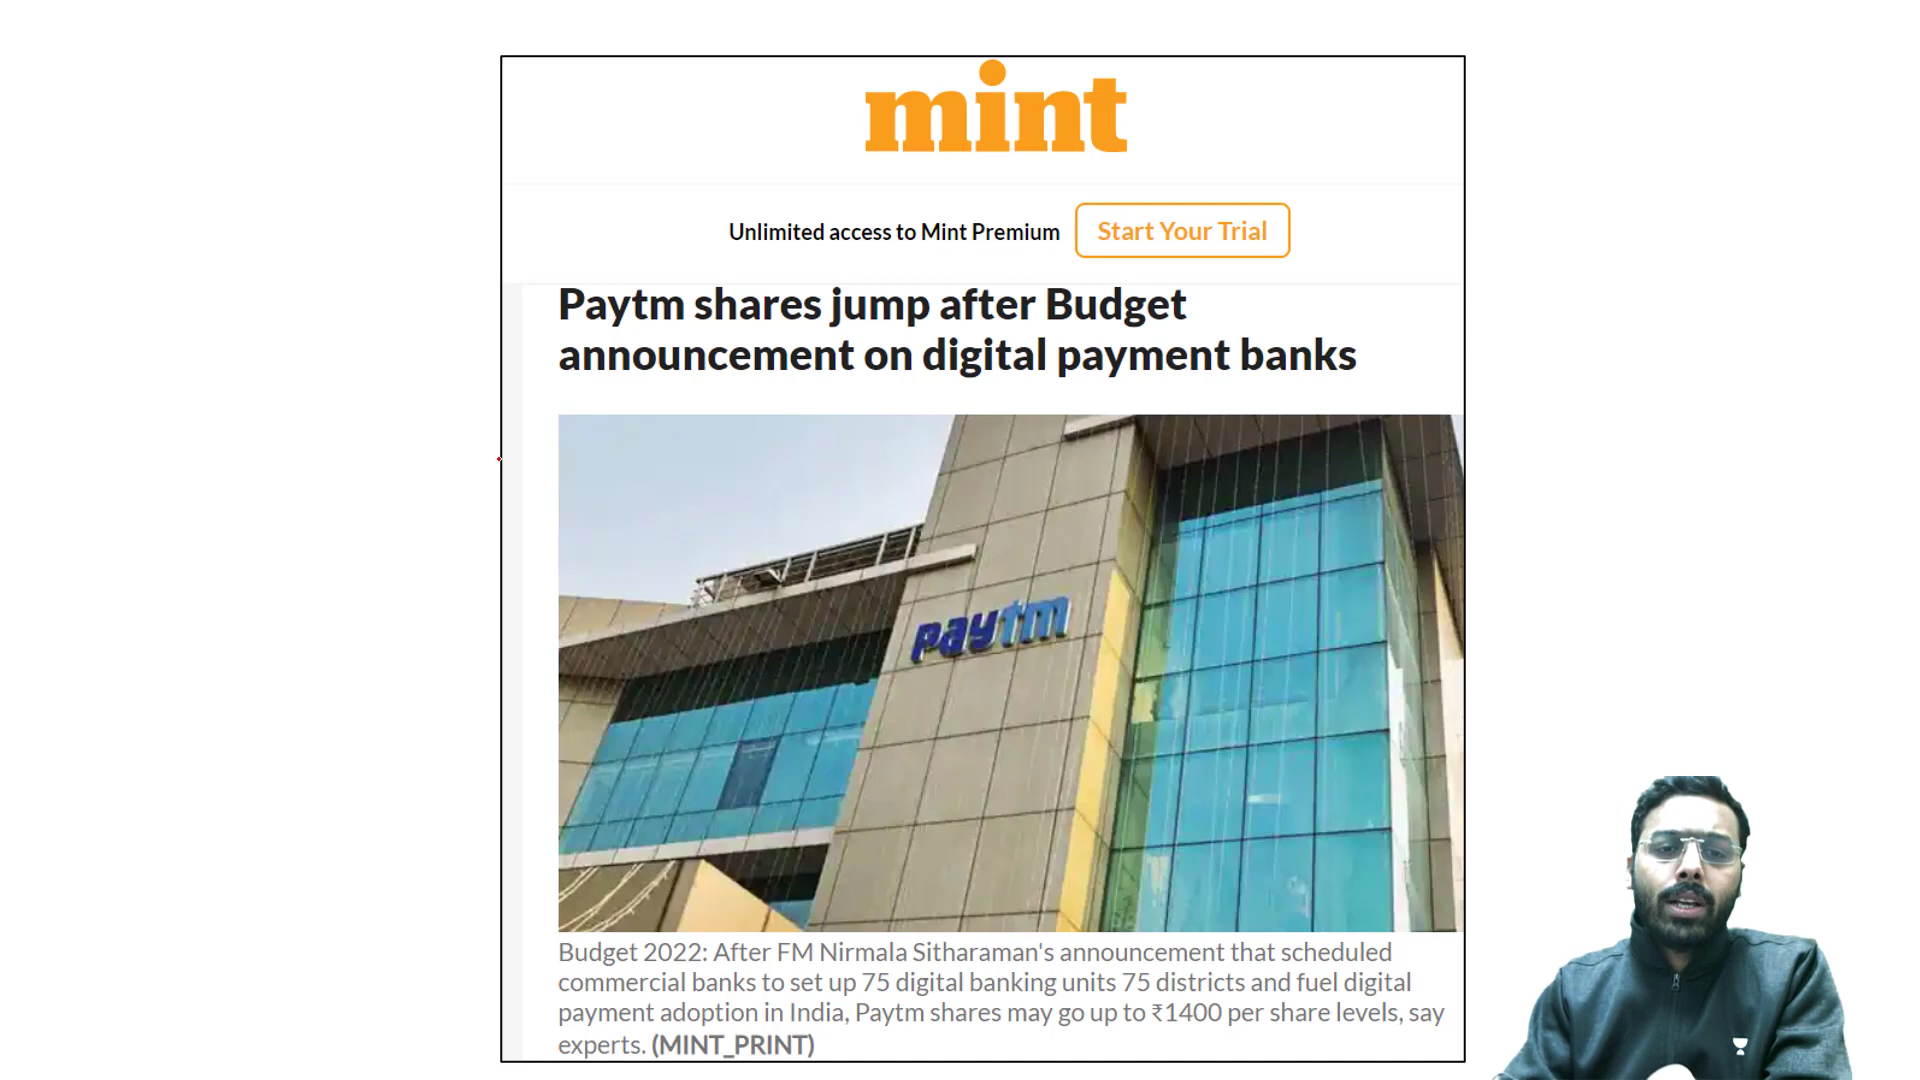 mint
Unlimited access to Mint Premium Start Your Trial
Paytm shares jump after Budget
announcement on digital payment banks
paytm
Budget 2022: After FM Nirmala Sitharaman's announcement that scheduled
commercial banks to set up 75 digital banking units 75 districts and fuel digital
payment adoption in India, Paytm shares may go up to ₹1400 per share levels, say
experts. (MINT_PRINT)